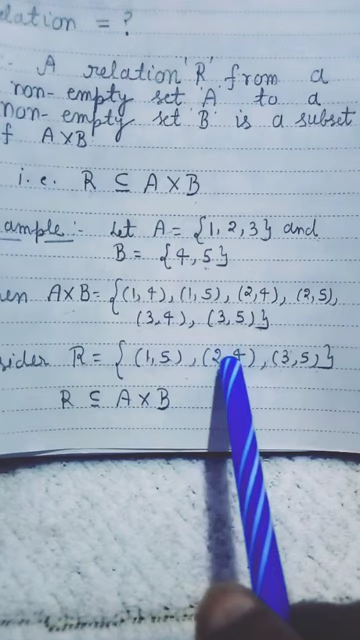 elation = ?
A relation 'R' from a
non-empty set 'A' to a
non-empty set 'B' is a subset
f A×B
i.e. R ⊆ A×B
ample:- Let A = {1,2,3} and
B = {4,5}
en A×B = {(1,4), (1,5), (2,4), (2,5),
(3,4), (3,5)}
sider R = { (1,5), (2,4), (3,5)}
R ⊆ A×B